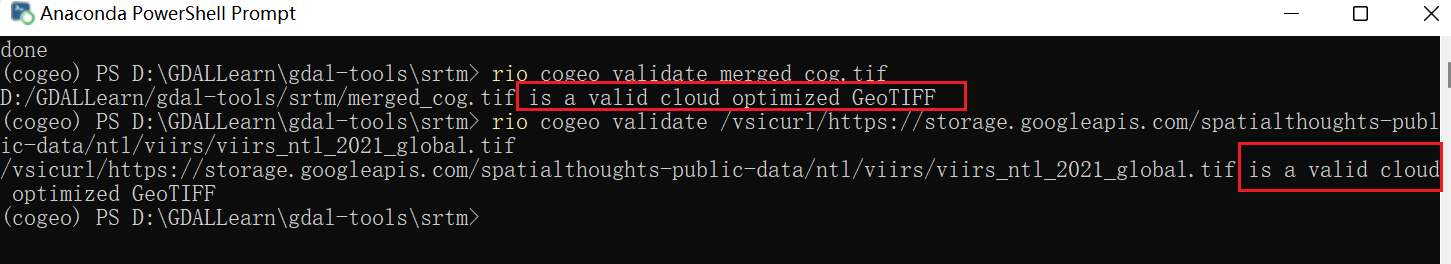 Anaconda PowerShell Prompt
done
(cogeo) PS D:\GDALLearn\gdal-tools\srtm> rio cogeo validate merged_cog.tif
D:/GDALLearn/gdal-tools/srtm/merged_cog.tif is a valid cloud optimized GeoTIFF
(cogeo) PS D:\GDALLearn\gdal-tools\srtm> rio cogeo validate /vsicurl/https://storage.googleapis.com/spatialthoughts-publ
ic-data/ntl/viirs/viirs_ntl_2021_global.tif
/vsicurl/https://storage.googleapis.com/spatialthoughts-public-data/ntl/viirs/viirs_ntl_2021_global.tif is a valid cloud
optimized GeoTIFF
(cogeo) PS D:\GDALLearn\gdal-tools\srtm>